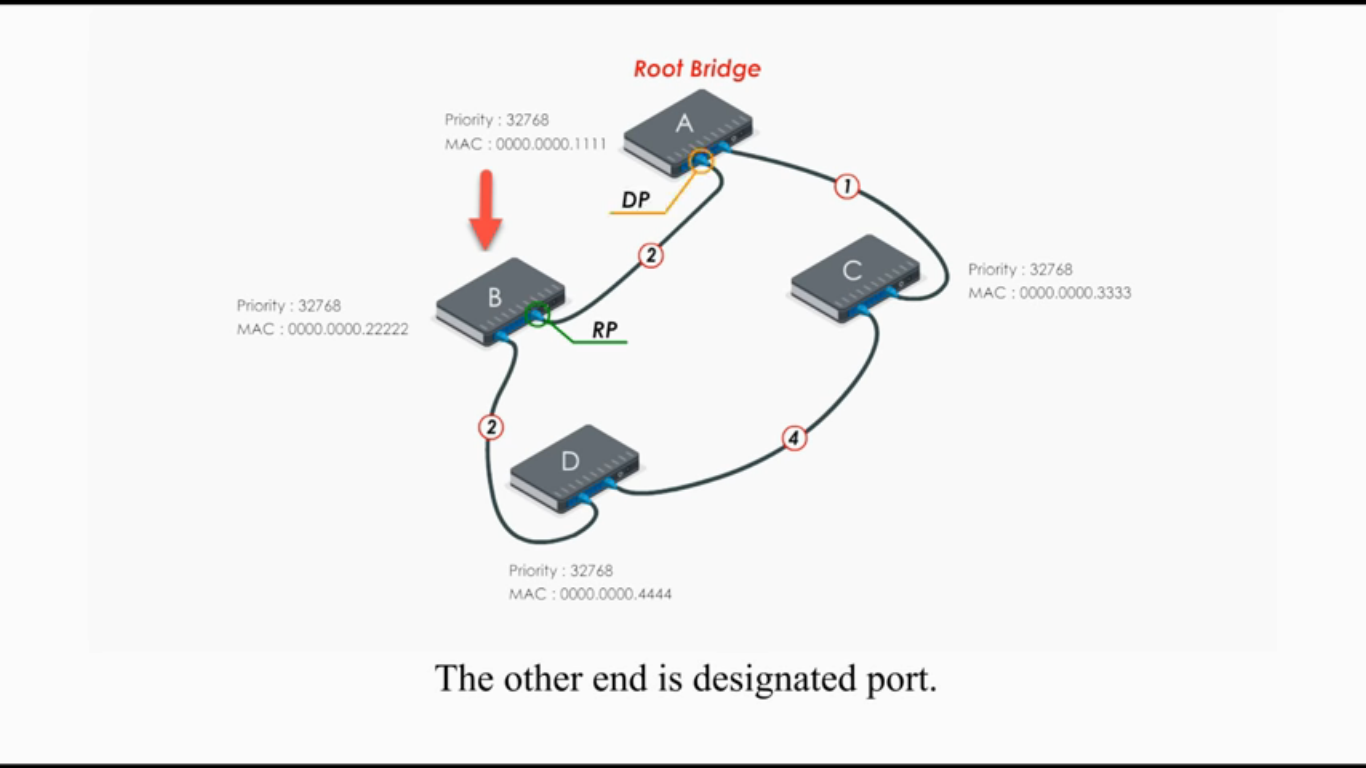 Root Bridge
A
Priority : 32768
MAC : 0000.0000.1111
DP
1
2
C
Priority : 32768
MAC : 0000.0000.3333
B
Priority : 32768
MAC : 0000.0000.22222
RP
2
4
D
Priority : 32768
MAC : 0000.0000.4444
The other end is designated port.